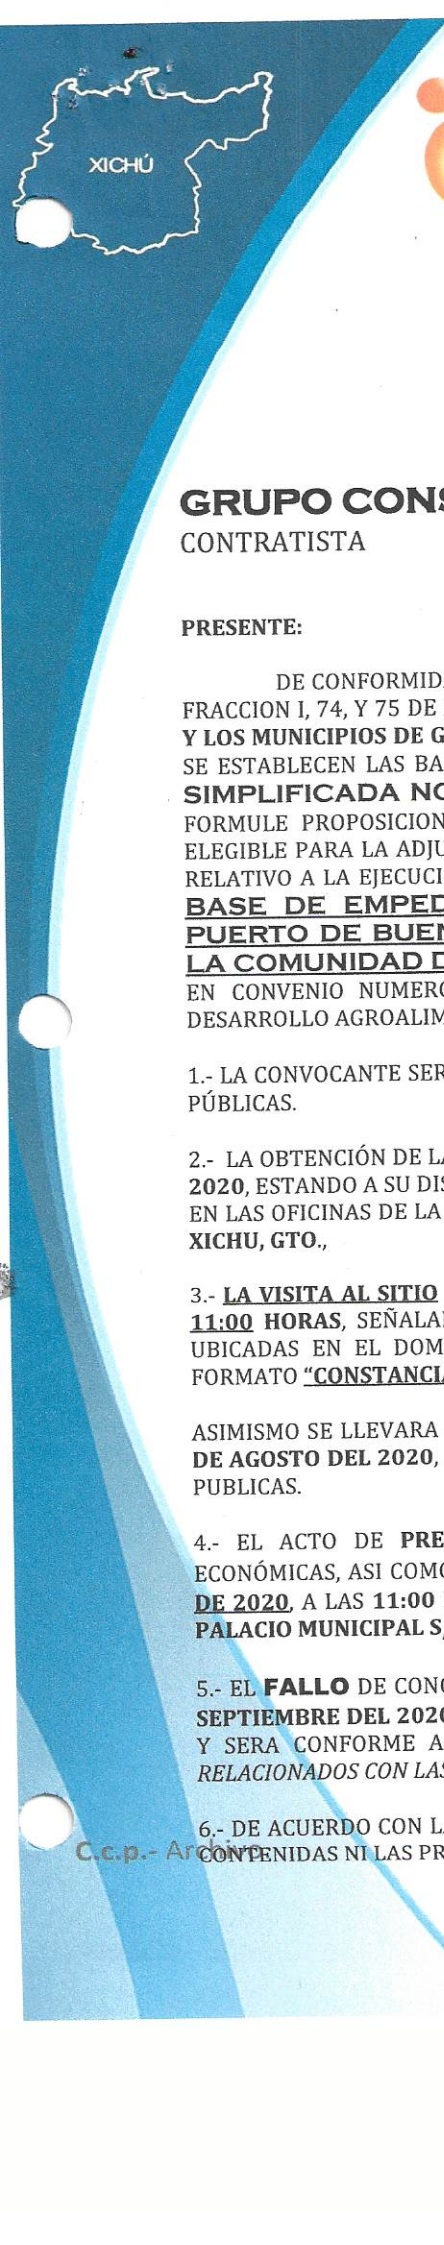 XICHÚ
GRUPO CONS
CONTRATISTA
PRESENTE:
DE CONFORMIDA
FRACCION I, 74, Y 75 DE
Y LOS MUNICIPIOS DE G
SE ESTABLECEN LAS BA
SIMPLIFICADA NO
FORMULE PROPOSICION
ELEGIBLE PARA LA ADJU
RELATIVO A LA EJECUCI
BASE DE EMPED
PUERTO DE BUEN
LA COMUNIDAD D
EN CONVENIO NUMERO
DESARROLLO AGROALIM
1.- LA CONVOCANTE SER
PÚBLICAS.
2.- LA OBTENCIÓN DE LA
2020, ESTANDO A SU DIS
EN LAS OFICINAS DE LA
XICHU, GTO.,
3.- LA VISITA AL SITIO
11:00 HORAS, SEÑALA
UBICADAS EN EL DOM
FORMATO "CONSTANCIA
ASIMISMO SE LLEVARA
DE AGOSTO DEL 2020,
PUBLICAS.
4.- EL ACTO DE PRE
ECONÓMICAS, ASI COMO
DE 2020, A LAS 11:00
PALACIO MUNICIPAL S
5.- EL FALLO DE CONC
SEPTIEMBRE DEL 2020
Y SERA CONFORME A
RELACIONADOS CON LAS
6.- DE ACUERDO CON LA
C.c.p.- Archivo
CONTENIDAS NI LAS PR